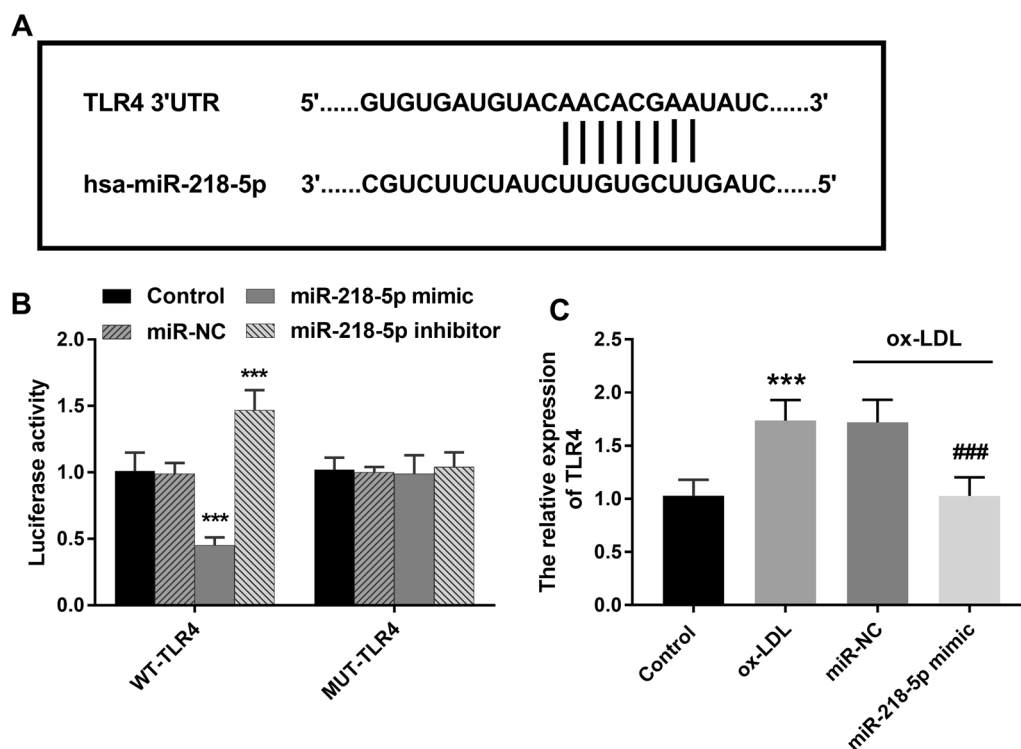 A
TLR4 3'UTR 5'......GUGUGAUGUACAACACGAAUAUC......3'
hsa-miR-218-5p 3'......CGUCUUCUAUCUUGUGCUUGAUC......5'
B
Control
miR-218-5p mimic
miR-NC
miR-218-5p inhibitor
Luciferase activity
2.0
1.5
1.0
0.5
0.0
***
***
WT-TLR4
MUT-TLR4
C
ox-LDL
The relative expression
of TLR4
2.5
2.0
1.5
1.0
0.5
0.0
***
###
Control
ox-LDL
miR-NC
miR-218-5p mimic